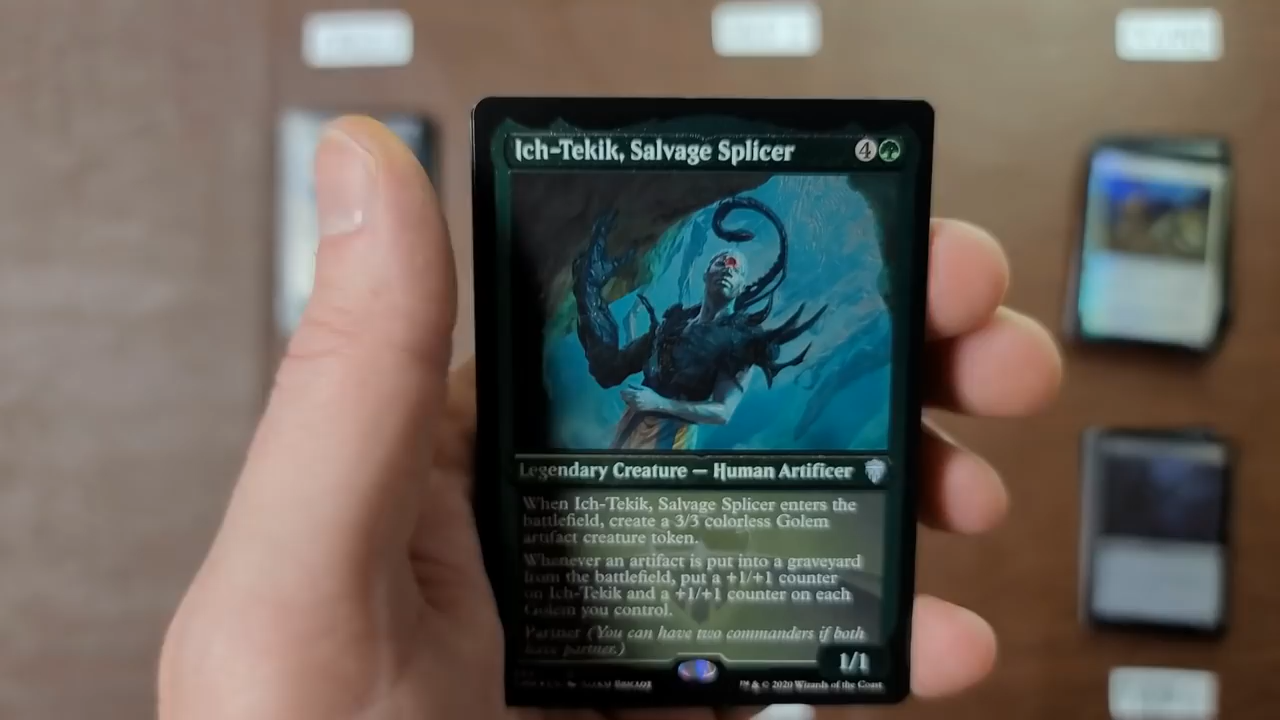 Ich-Tekik, Salvage Splicer 4
Legendary Creature — Human Artificer
When Ich-Tekik, Salvage Splicer enters the
battlefield, create a 3/3 colorless Golem
artifact creature token.
Whenever an artifact is put into a graveyard
from the battlefield, put a +1/+1 counter
on Ich-Tekik and a +1/+1 counter on each
Golem you control.
Partner (You can have two commanders if both
have partner.)
1/1
™ & © 2020 Wizards of the Coast